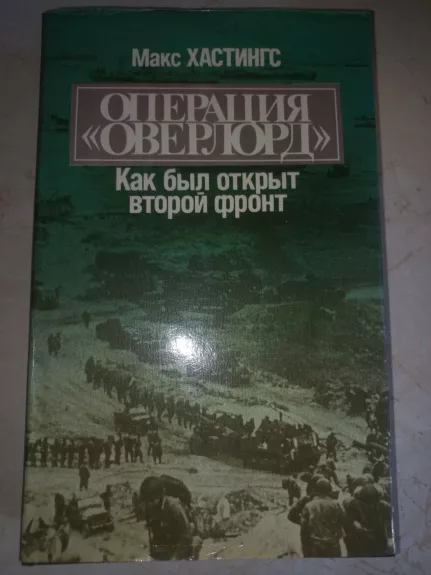 Макс ХАСТИНГС
ОПЕРАЦИЯ
«ОВЕРЛОРД»
Как был открыт
второй фронт